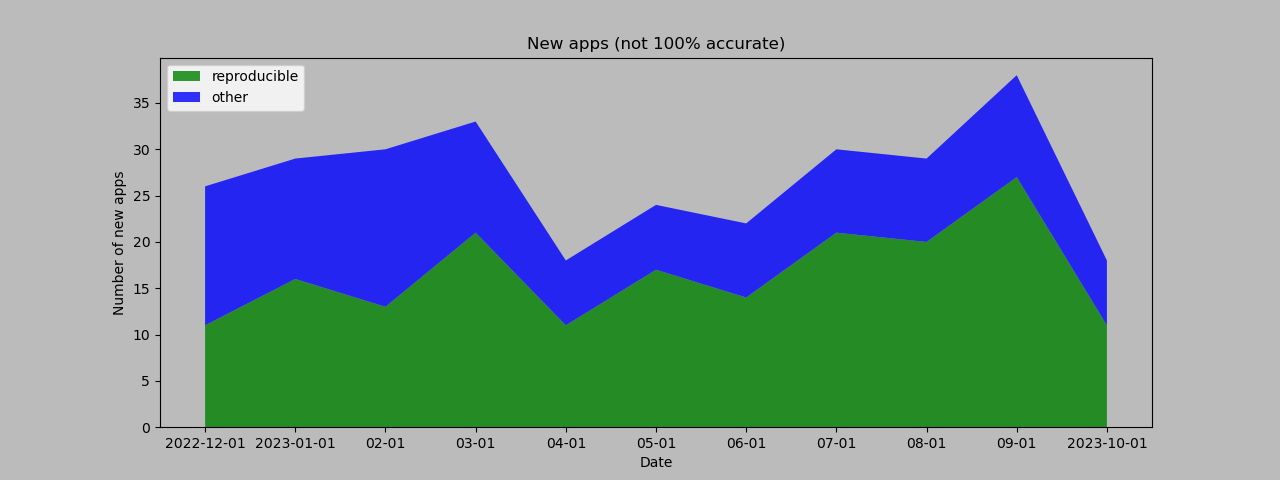 New apps (not 100% accurate)
reproducible
other
Number of new apps
35
30
25
20
15
10
5
0
2022-12-01 2023-01-01 02-01 03-01 04-01 05-01 06-01 07-01 08-01 09-01 2023-10-01
Date